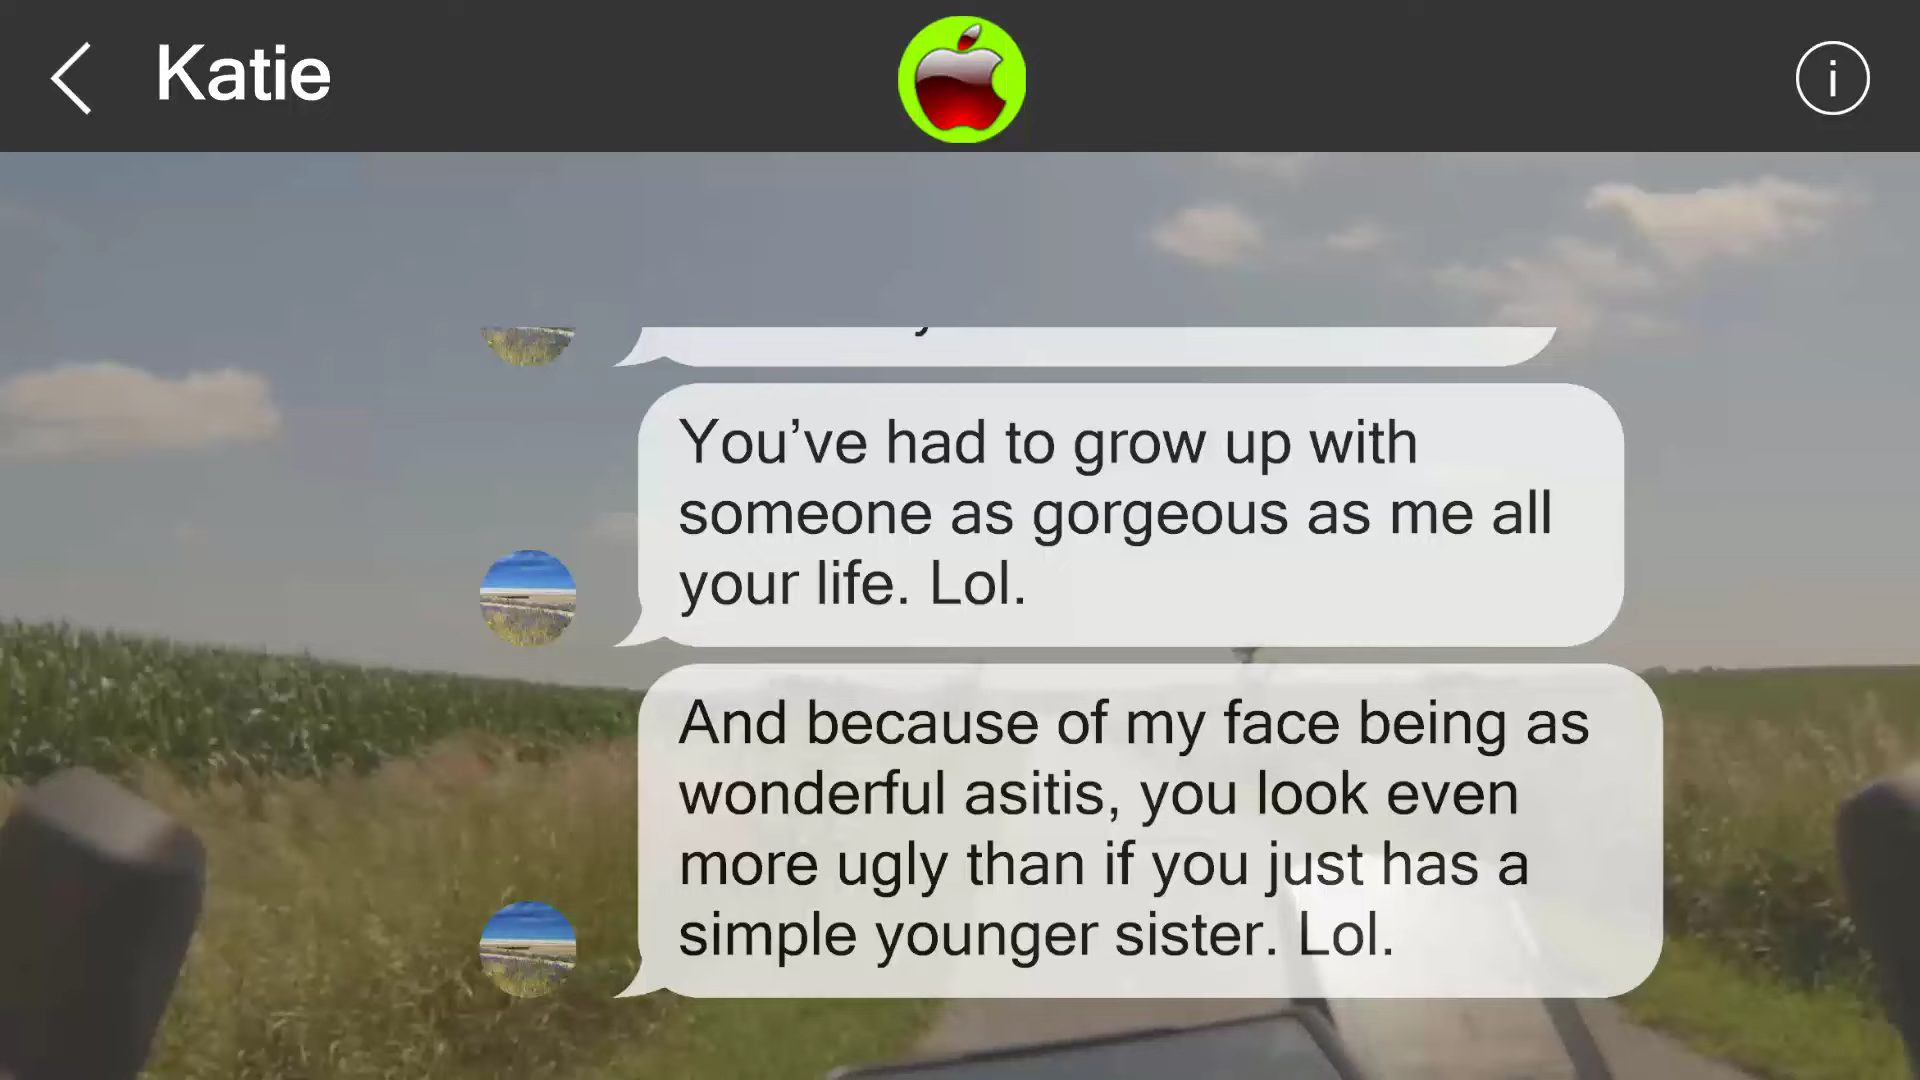 Katie
i
You’ve had to grow up with
someone as gorgeous as me all
your life. Lol.
And because of my face being as
wonderful asitis, you look even
more ugly than if you just has a
simple younger sister. Lol.